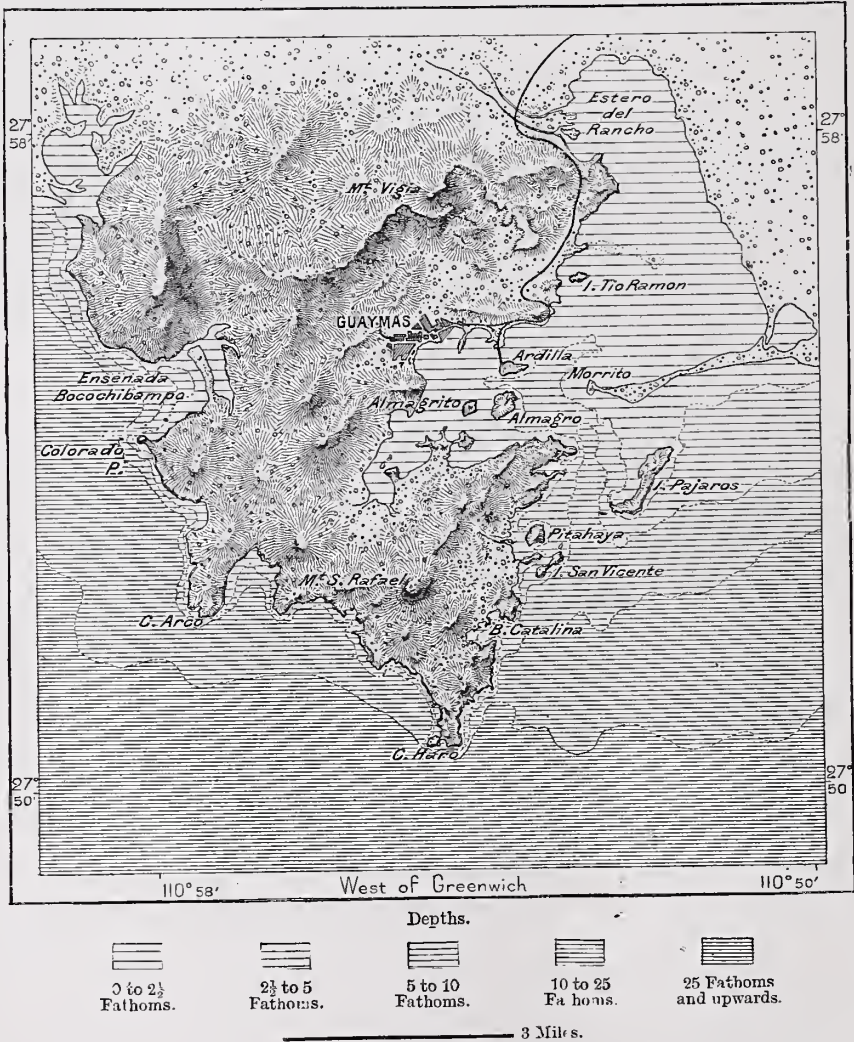 Estero
del
Rancho
27°
58'
27°
58'
Mt. Vigia
I. Tio Ramon
GUAYMAS
Ardilla
Morrito
Ensenada
Bocochibampo
Almagrito
Almagro
Colorado
P.
I. Pajaros
Pitahaya
I. San Vicente
Mt. S. Rafael
C. Arco
B. Catalina
C. Haro
27°
50'
27°
50'
110° 58'
West of Greenwich
110° 50'
Depths.
0 to 2½
Fathoms.
2½ to 5
Fathoms.
5 to 10
Fathoms.
10 to 25
Fathoms.
25 Fathoms
and upwards.
3 Miles.